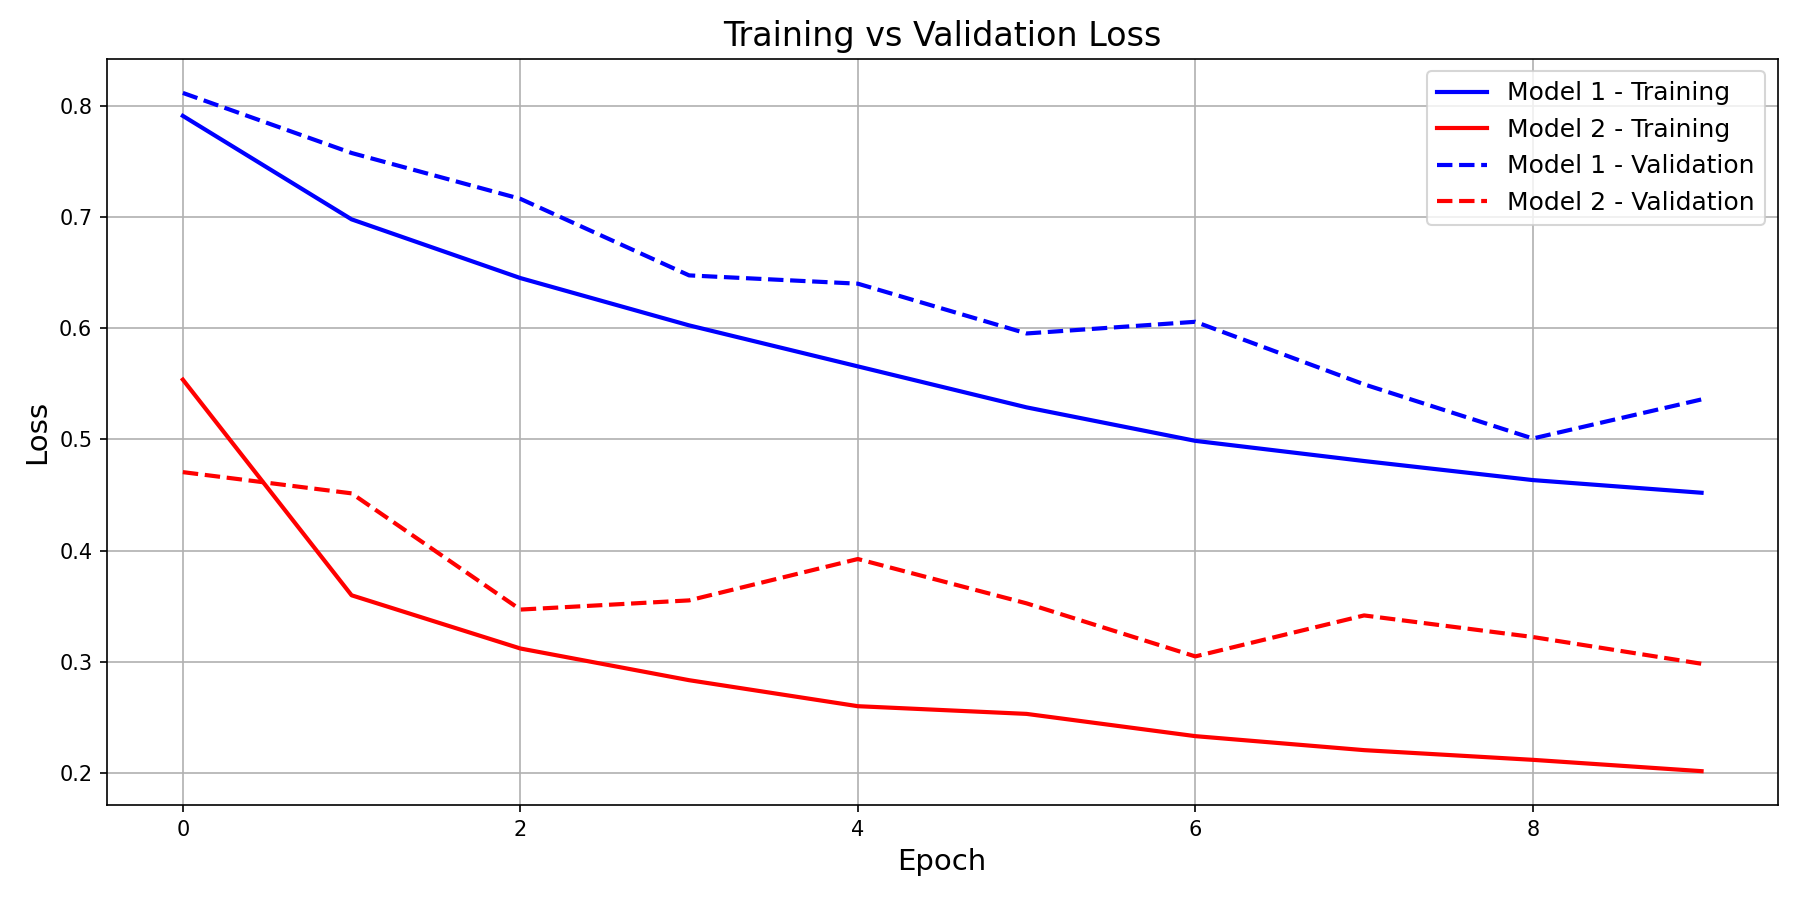 Training vs Validation Loss
Model 1 - Training
Model 2 - Training
Model 1 - Validation
Model 2 - Validation
0.8
0.7
0.6
0.5
0.4
0.3
0.2
Loss
0 2 4 6 8
Epoch